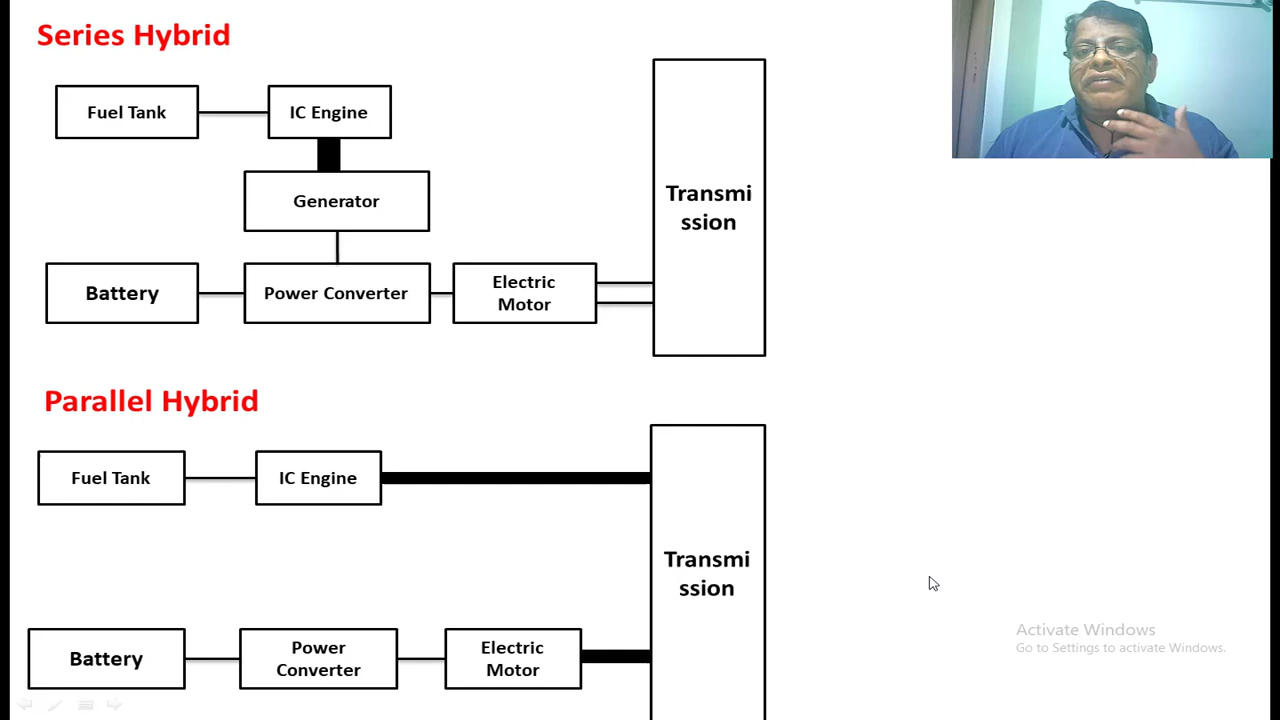 Series Hybrid
Fuel Tank
IC Engine
Generator
Battery
Power Converter
Electric
Motor
Transmi
ssion
Parallel Hybrid
Fuel Tank
IC Engine
Battery
Power
Converter
Electric
Motor
Transmi
ssion
Activate Windows
Go to Settings to activate Windows.